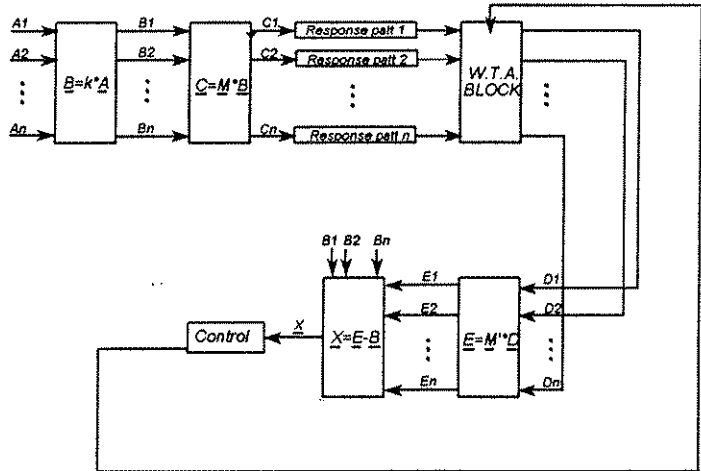 A1
A2
An
B=k*A
B1
B2
Bn
C=M*B
C1
C2
Cn
Response patt 1
Response patt 2
Response patt n
W.T.A.
BLOCK
B1 B2 Bn
E1
E2
En
D1
D2
Dn
Control
X
X=E-B
E=M'*D